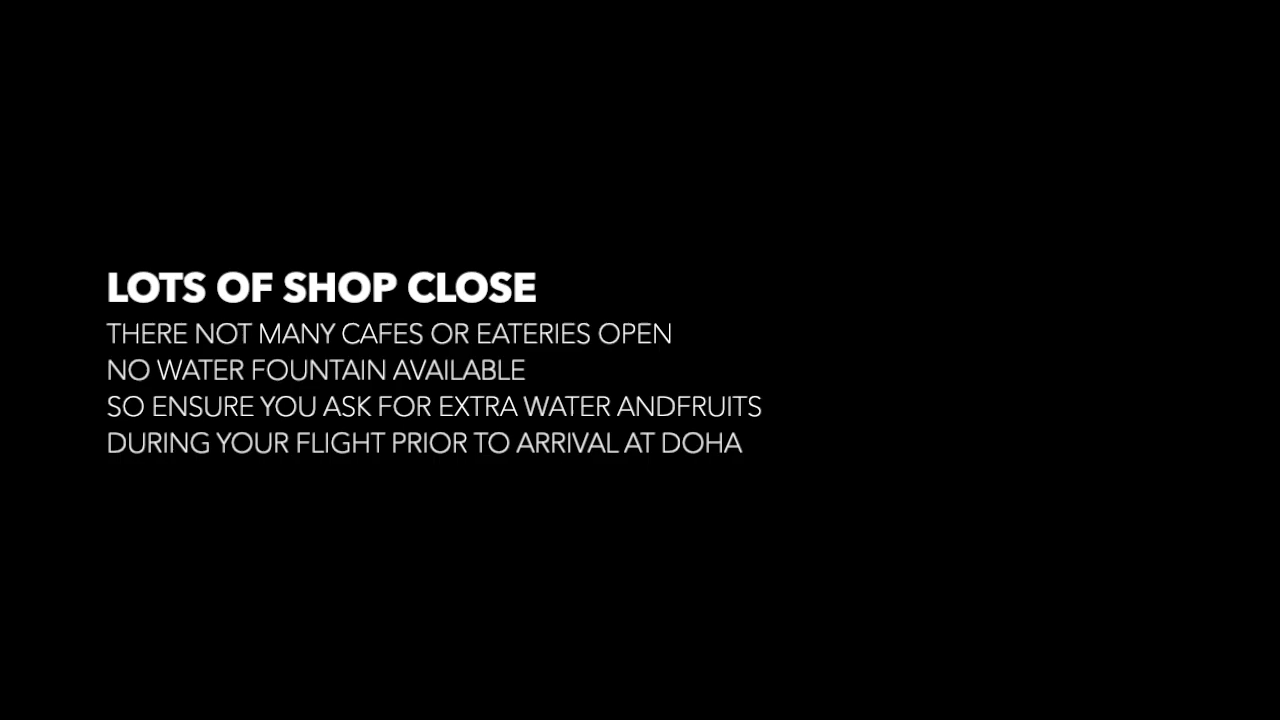 LOTS OF SHOP CLOSE
THERE NOT MANY CAFES OR EATERIES OPEN
NO WATER FOUNTAIN AVAILABLE
SO ENSURE YOU ASK FOR EXTRA WATER ANDFRUITS
DURING YOUR FLIGHT PRIOR TO ARRIVAL AT DOHA